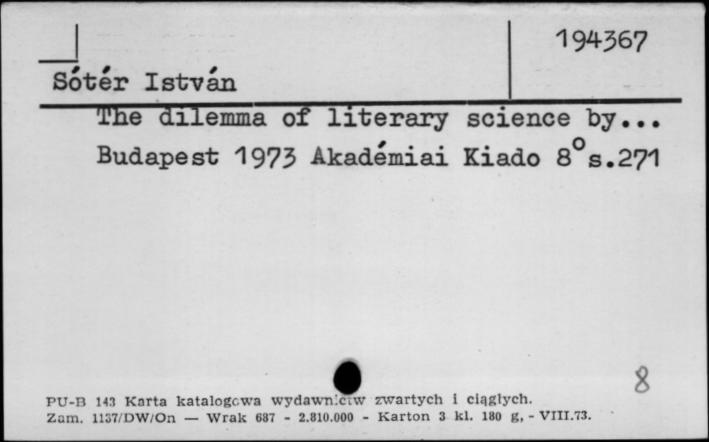 194367
Sótér István
The dilemma of literary science by...
Budapest 1973 Akadémiai Kiado 8° s.271
8
PU-B 143 Karta katalogowa wydawnictw zwartych i ciągłych.
Zam. 1137/DW/On — Wrak 687 - 2.810.000 - Karton 3 kl. 180 g, - VIII.73.